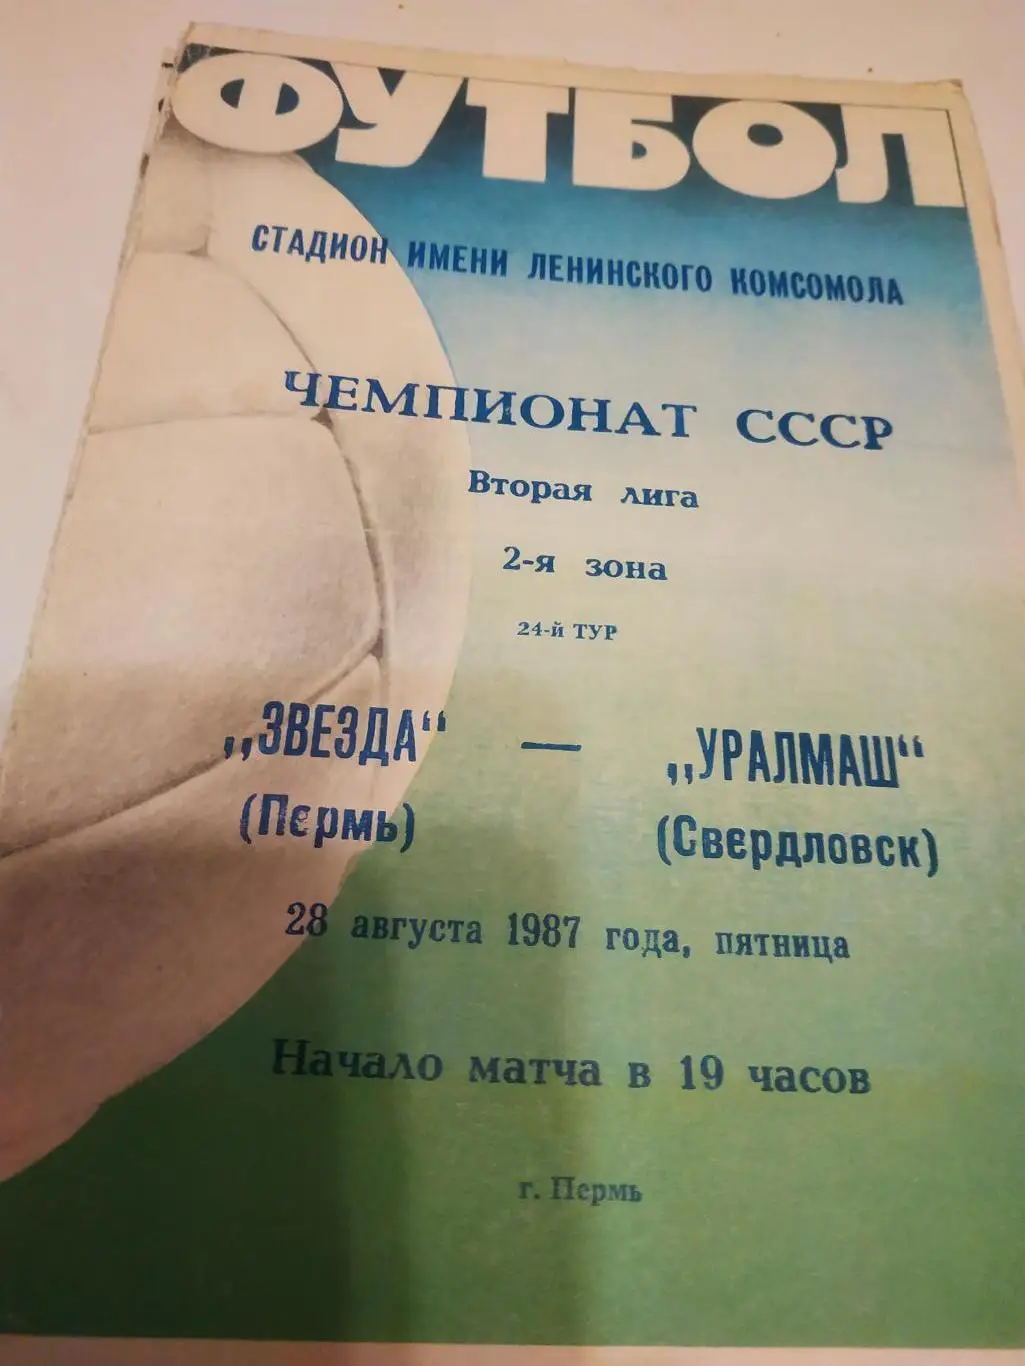 ФУТБОЛ
СТАДИОН ИМЕНИ ЛЕНИНСКОГО КОМСОМОЛА
ЧЕМПИОНАТ СССР
Вторая лига
2-я зона
24-й ТУР
„ЗВЕЗДА“ — „УРАЛМАШ“
(Пермь) (Свердловск)
28 августа 1987 года, пятница
Начало матча в 19 часов
г. Пермь